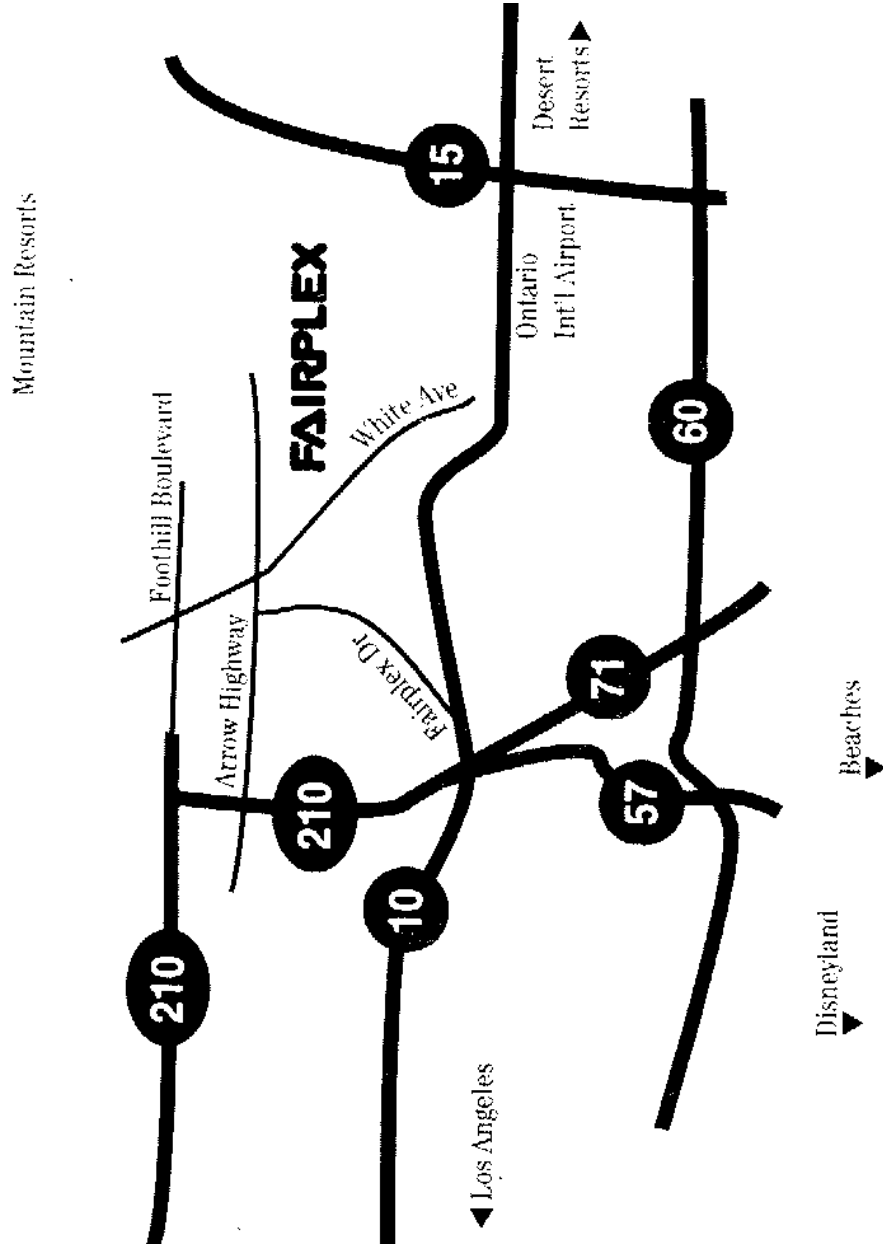 Mountain Resorts
Foothill Boulevard
210
Arrow Highway
FAIRPLEX
210
Fairplex Dr
White Ave
15
10
Los Angeles
Ontario
Int'l Airport
Desert
Resorts
71
57
60
Disneyland
Beaches